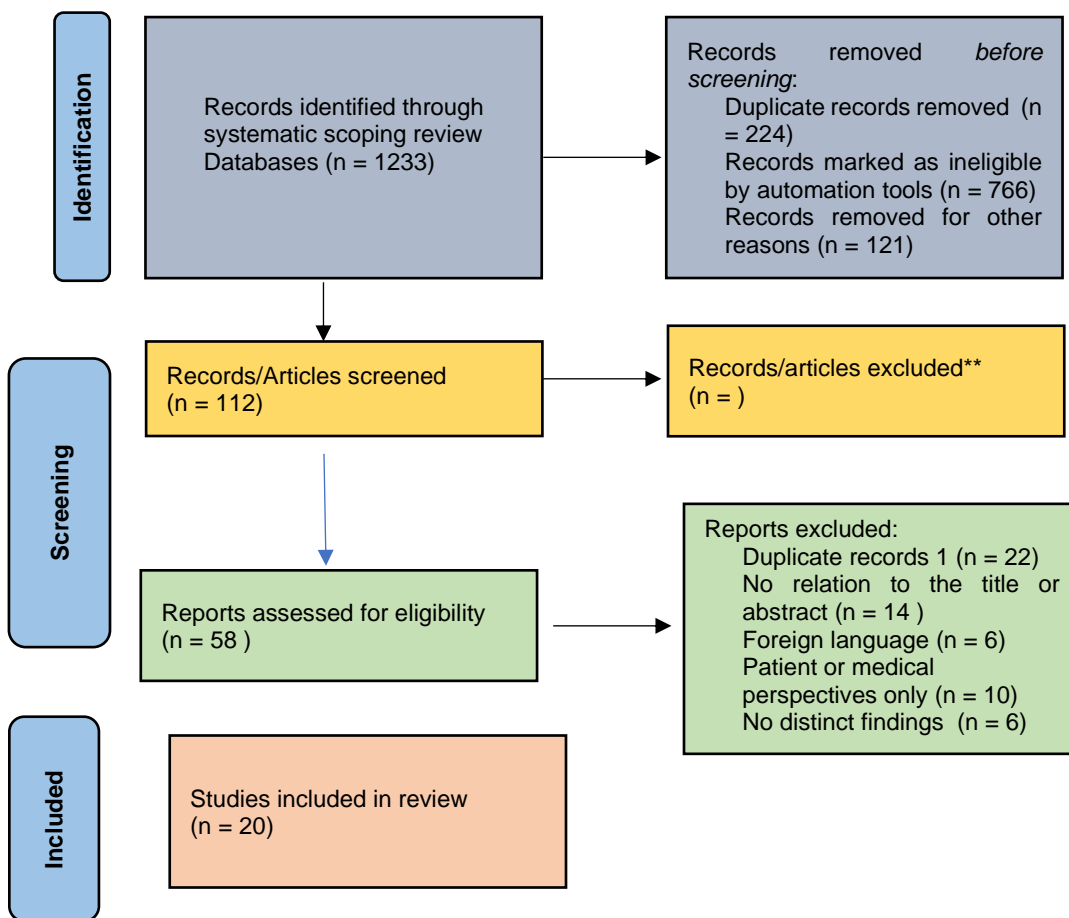 Identification
Records identified through
systematic scoping review
Databases (n = 1233)
Records removed before
screening:
Duplicate records removed (n
= 224)
Records marked as ineligible
by automation tools (n = 766)
Records removed for other
reasons (n = 121)
Screening
Records/Articles screened
(n = 112)
Records/articles excluded**
(n = )
Reports assessed for eligibility
(n = 58 )
Reports excluded:
Duplicate records 1 (n = 22)
No relation to the title or
abstract (n = 14 )
Foreign language (n = 6)
Patient or medical
perspectives only (n = 10)
No distinct findings (n = 6)
Included
Studies included in review
(n = 20)